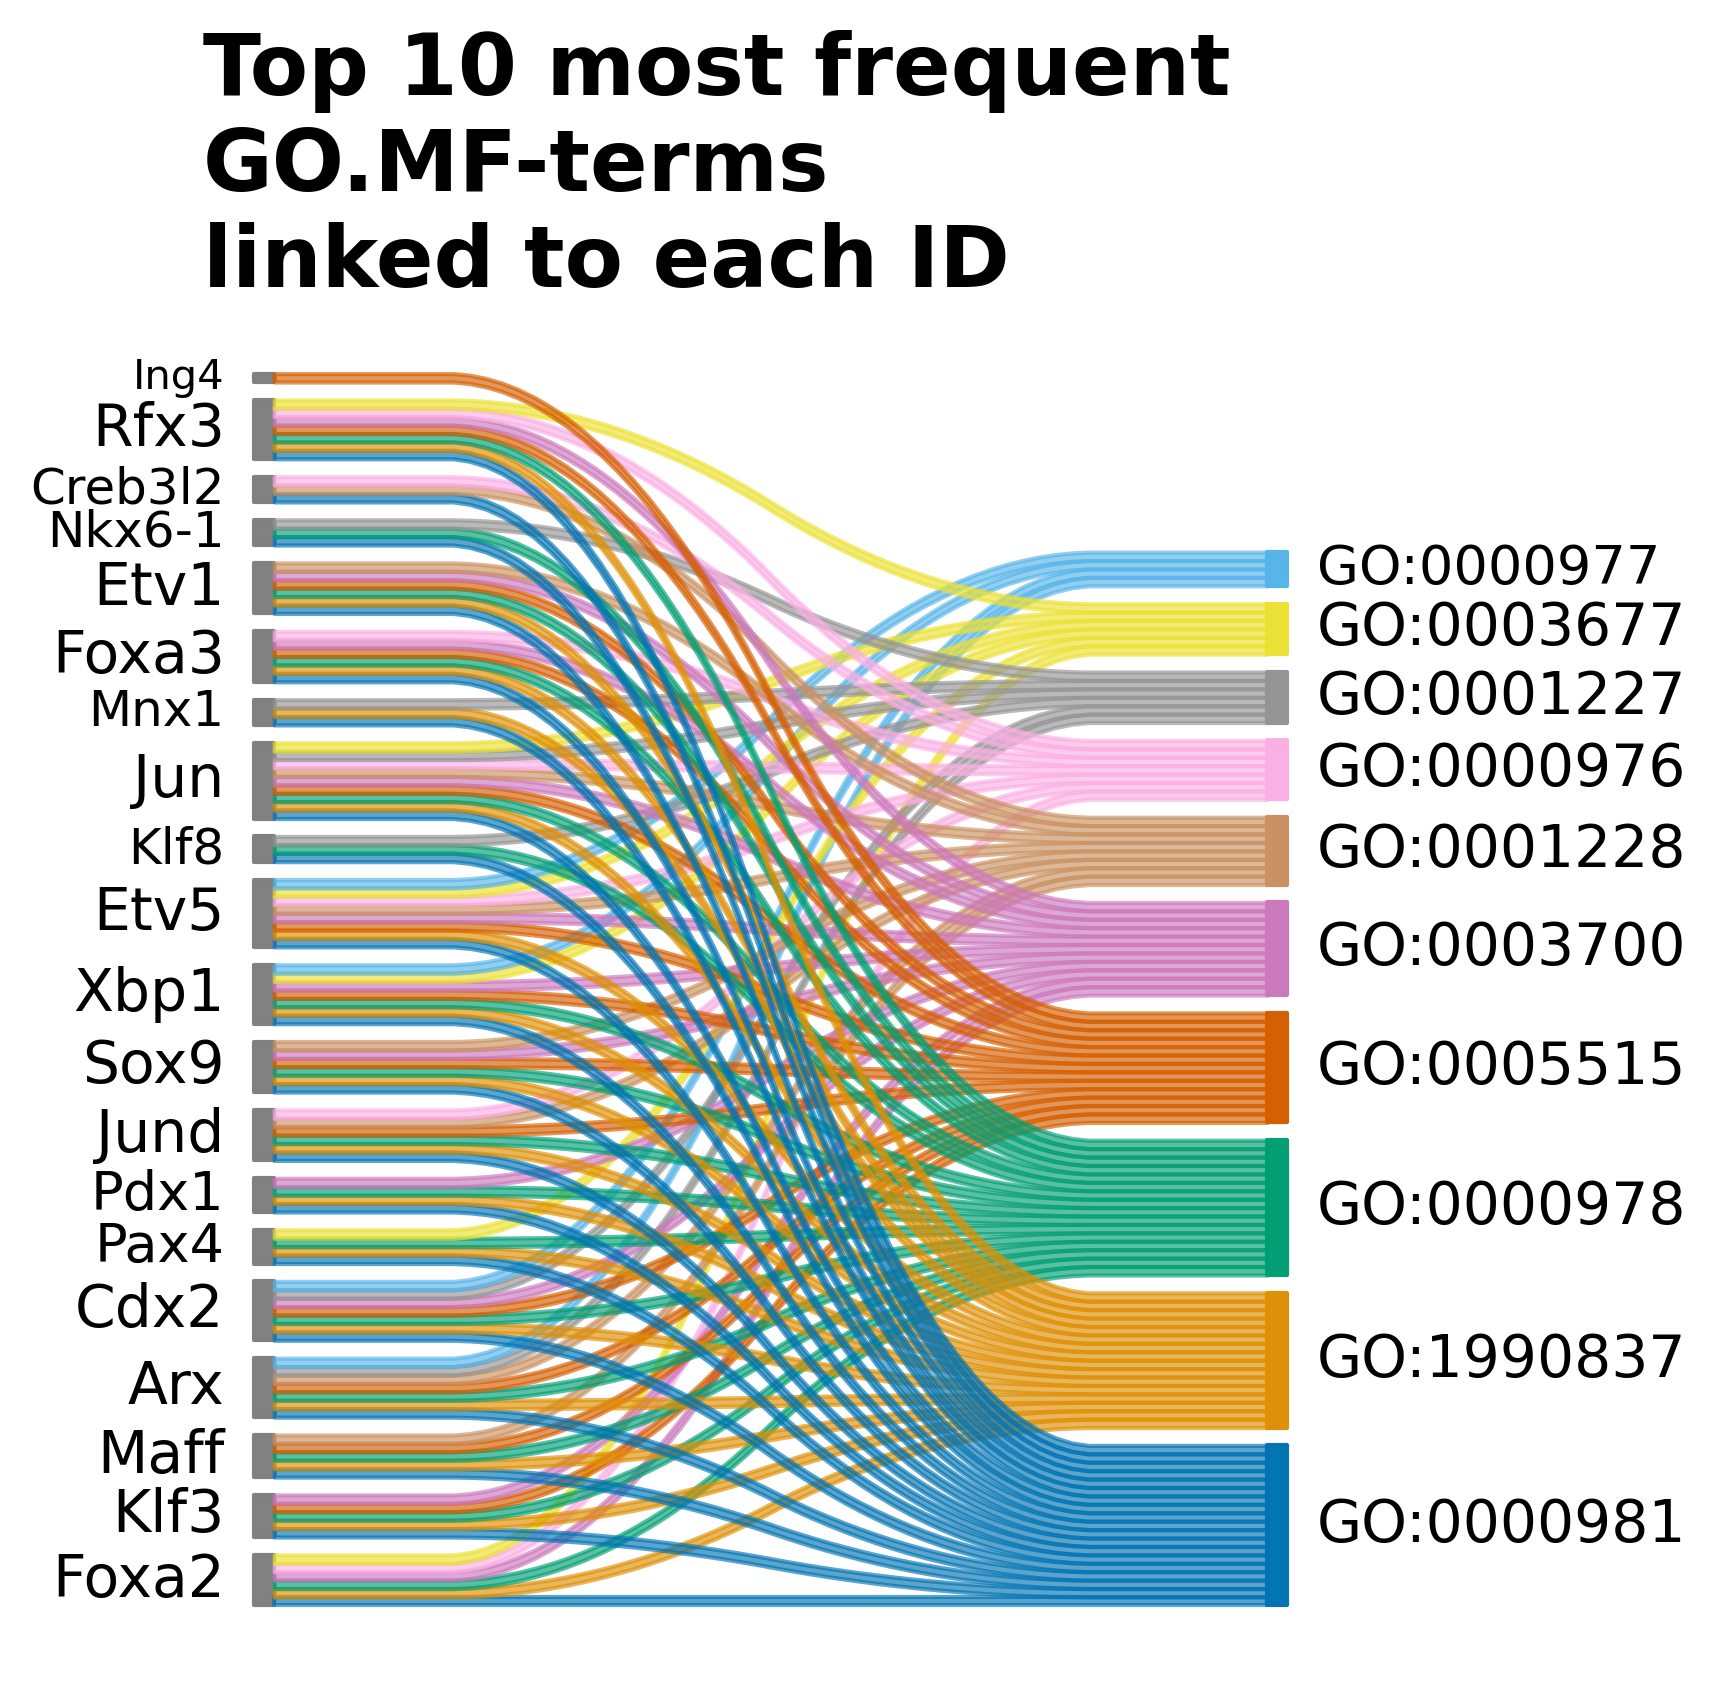 Top 10 most frequent
GO.MF-terms
linked to each ID
Ing4
Rfx3
Creb3l2
Nkx6-1
Etv1
Foxa3
Mnx1
Jun
Klf8
Etv5
Xbp1
Sox9
Jund
Pdx1
Pax4
Cdx2
Arx
Maff
Klf3
Foxa2
GO:0000977
GO:0003677
GO:0001227
GO:0000976
GO:0001228
GO:0003700
GO:0005515
GO:0000978
GO:1990837
GO:0000981